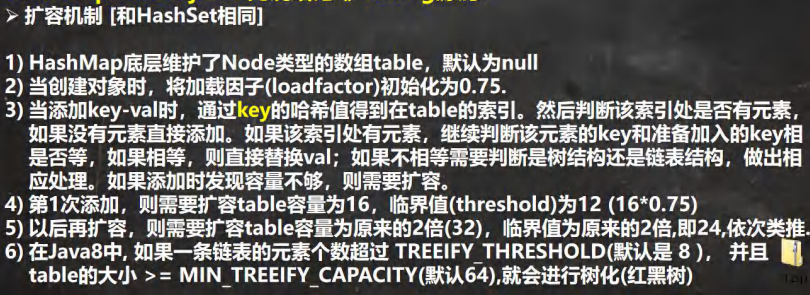 ➢ 扩容机制 [和HashSet相同]
1) HashMap底层维护了Node类型的数组table，默认为null
2) 当创建对象时，将加载因子(loadfactor)初始化为0.75.
3) 当添加key-val时，通过key的哈希值得到在table的索引。然后判断该索引处是否有元素，
如果没有元素直接添加。如果该索引处有元素，继续判断该元素的key和准备加入的key相
是否等，如果相等，则直接替换val；如果不相等需要判断是树结构还是链表结构，做出相
应处理。如果添加时发现容量不够，则需要扩容。
4) 第1次添加，则需要扩容table容量为16，临界值(threshold)为12 (16*0.75)
5) 以后再扩容，则需要扩容table容量为原来的2倍(32)，临界值为原来的2倍,即24,依次类推.
6) 在Java8中, 如果一条链表的元素个数超过 TREEIFY_THRESHOLD(默认是 8 )， 并且
table的大小 >= MIN_TREEIFY_CAPACITY(默认64),就会进行树化(红黑树)